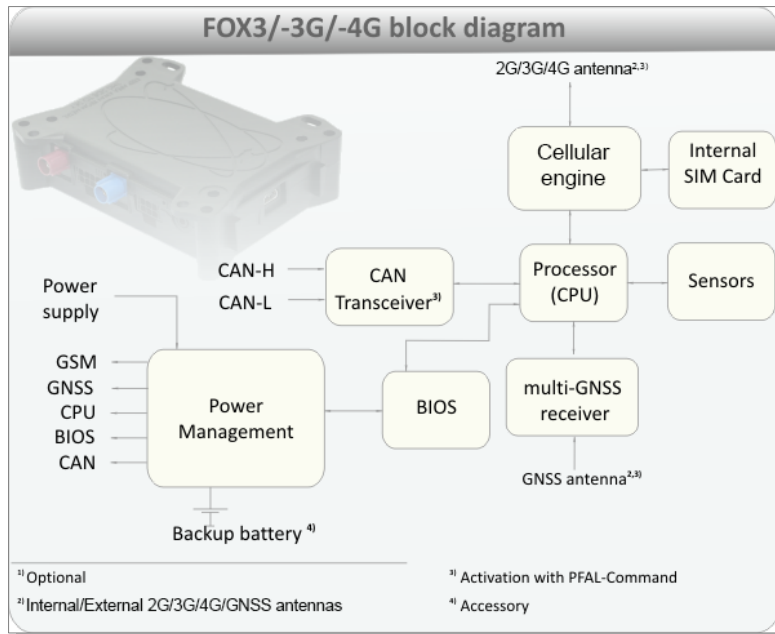 FOX3/-3G/-4G block diagram
2G/3G/4G antenna2,3)
Cellular
engine
Internal
SIM Card
CAN-H
CAN-L
CAN
Transceiver3)
Processor
(CPU)
Sensors
Power
supply
GSM
GNSS
CPU
BIOS
CAN
Power
Management
BIOS
multi-GNSS
receiver
GNSS antenna2,3)
Backup battery 4)
1) Optional
2) Internal/External 2G/3G/4G/GNSS antennas
3) Activation with PFAL-Command
4) Accessory